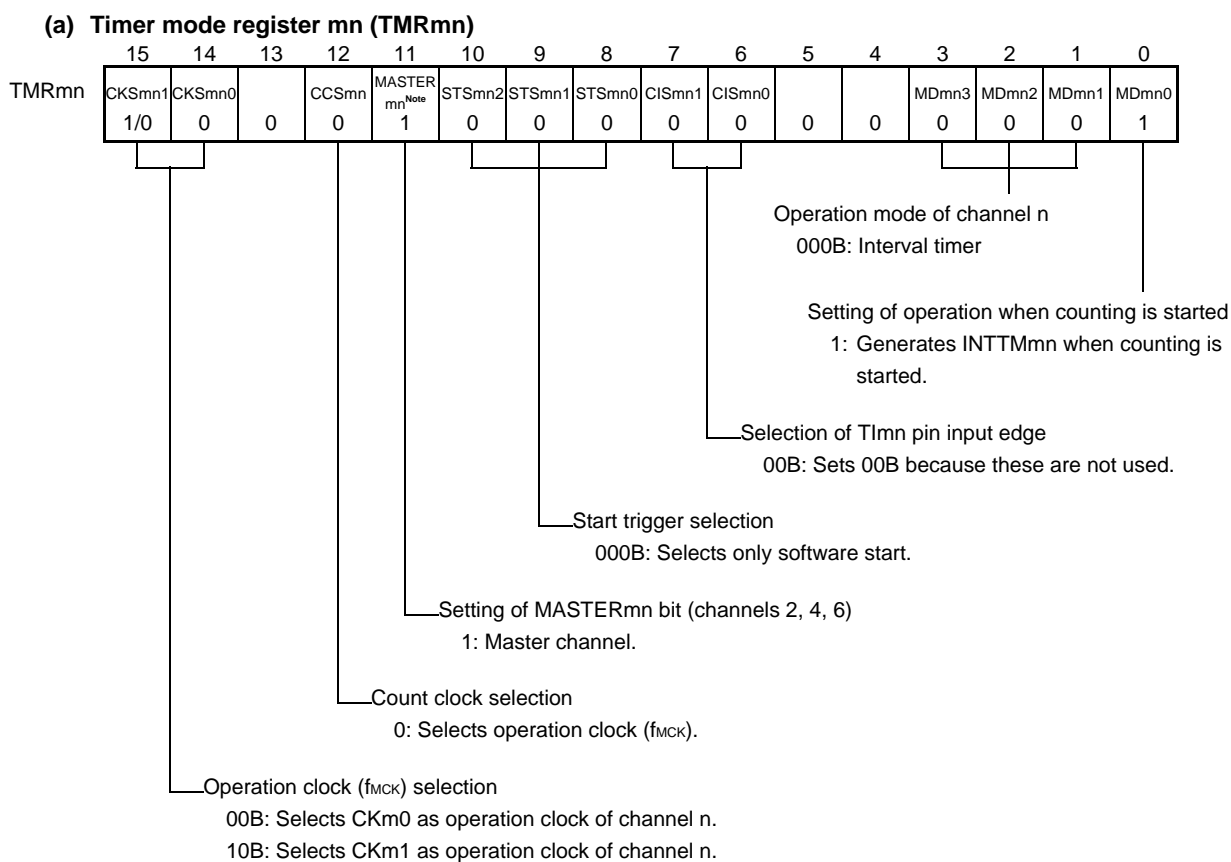 (a) Timer mode register mn (TMRmn)
15 14 13 12 11 10 9 8 7 6 5 4 3 2 1 0
TMRmn CKSmn1 CKSmn0 CCSmn MASTER mn Note STSmn2 STSmn1 STSmn0 CISmn1 CISmn0 MDmn3 MDmn2 MDmn1 MDmn0
1/0 0 0 0 1 0 0 0 0 0 0 0 0 0 0 1
Operation mode of channel n
000B: Interval timer
Setting of operation when counting is started
1: Generates INTTMmn when counting is
started.
Selection of TImn pin input edge
00B: Sets 00B because these are not used.
Start trigger selection
000B: Selects only software start.
Setting of MASTERmn bit (channels 2, 4, 6)
1: Master channel.
Count clock selection
0: Selects operation clock (fMCK).
Operation clock (fMCK) selection
00B: Selects CKm0 as operation clock of channel n.
10B: Selects CKm1 as operation clock of channel n.